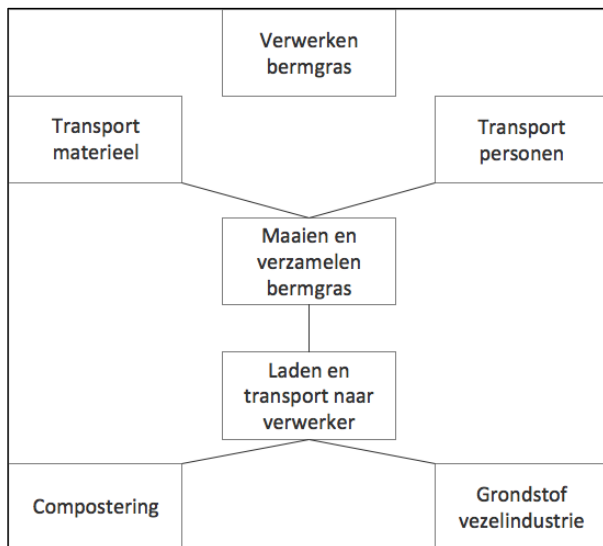 Verwerken
bermgras
Transport
materieel
Transport
personen
Maaien en
verzamelen
bermgras
Laden en
transport naar
verwerker
Compostering
Grondstof
vezelindustrie